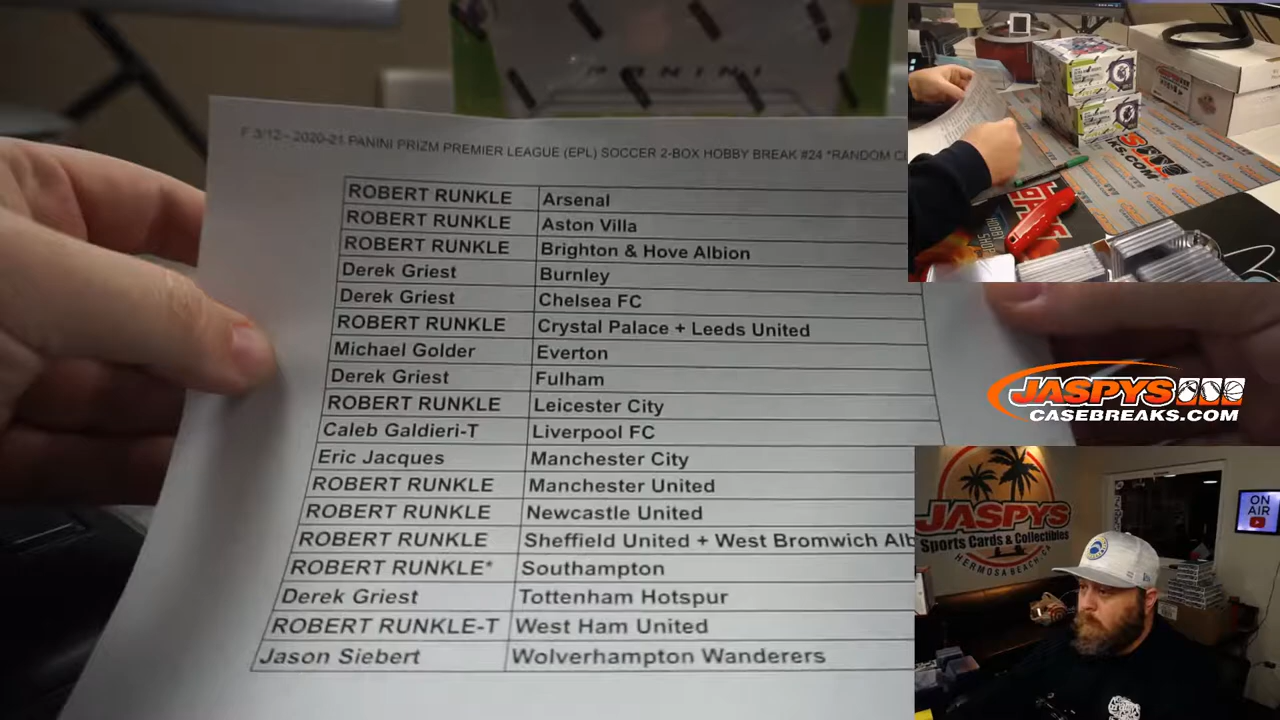 PANINI
F 3/12 - 2020-21 PANINI PRIZM PREMIER LEAGUE (EPL) SOCCER 2-BOX HOBBY BREAK #24 *RANDOM
ROBERT RUNKLE Arsenal
ROBERT RUNKLE Aston Villa
ROBERT RUNKLE Brighton & Hove Albion
Derek Griest Burnley
Derek Griest Chelsea FC
ROBERT RUNKLE Crystal Palace + Leeds United
Michael Golder Everton
Derek Griest Fulham
ROBERT RUNKLE Leicester City
Caleb Galdieri-T Liverpool FC
Eric Jacques Manchester City
ROBERT RUNKLE Manchester United
ROBERT RUNKLE Newcastle United
ROBERT RUNKLE Sheffield United + West Bromwich Alb
ROBERT RUNKLE* Southampton
Derek Griest Tottenham Hotspur
ROBERT RUNKLE-T West Ham United
Jason Siebert Wolverhampton Wanderers
JASPYS
CASEBREAKS.COM
JASPYS
Sports Cards & Collectibles
HERMOSA BEACH, CA
ON
AIR